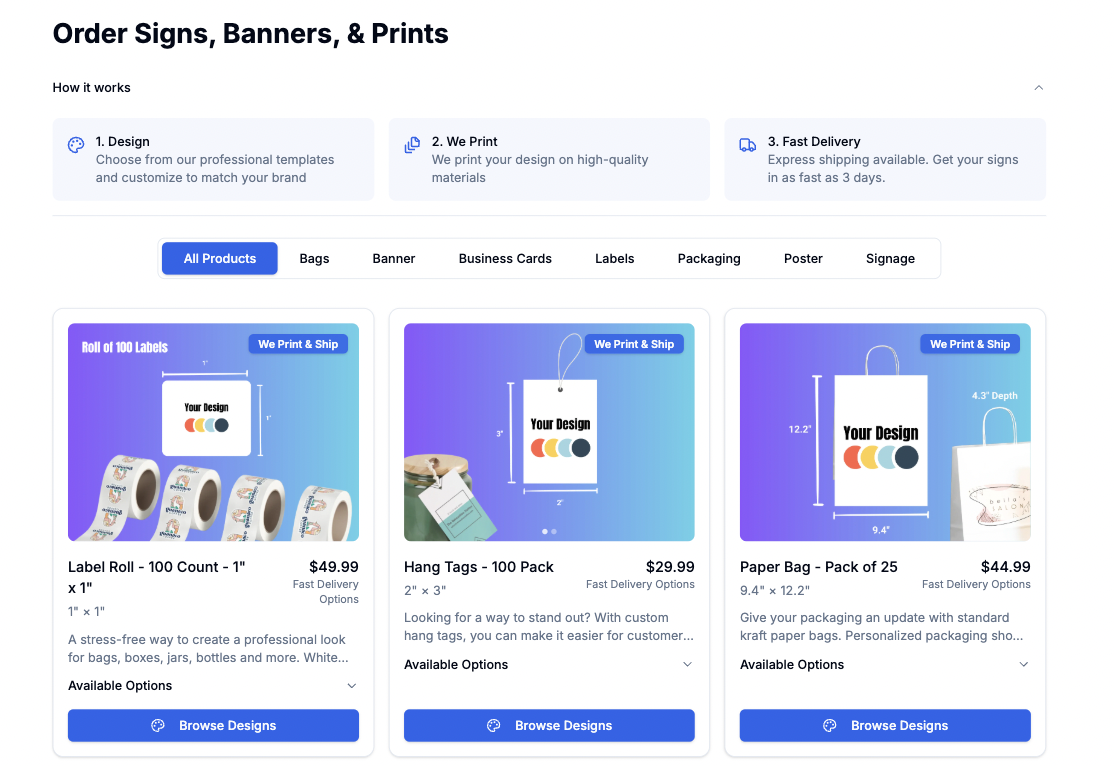 Order Signs, Banners, & Prints
How it works
1. Design
Choose from our professional templates
and customize to match your brand
2. We Print
We print your design on high-quality
materials
3. Fast Delivery
Express shipping available. Get your signs
in as fast as 3 days.
All Products
Bags
Banner
Business Cards
Labels
Packaging
Poster
Signage
Roll of 100 Labels
We Print & Ship
1"
1"
Your Design
Label Roll - 100 Count - 1"
x 1"
$49.99
Fast Delivery
Options
1" × 1"
A stress-free way to create a professional look
for bags, boxes, jars, bottles and more. White...
Available Options
Browse Designs
We Print & Ship
3"
Your Design
2"
Hang Tags - 100 Pack
$29.99
Fast Delivery Options
2" × 3"
Looking for a way to stand out? With custom
hang tags, you can make it easier for customer...
Available Options
Browse Designs
We Print & Ship
4.3" Depth
12.2"
Your Design
9.4"
Paper Bag - Pack of 25
$44.99
Fast Delivery Options
9.4" × 12.2"
Give your packaging an update with standard
kraft paper bags. Personalized packaging sho...
Available Options
Browse Designs